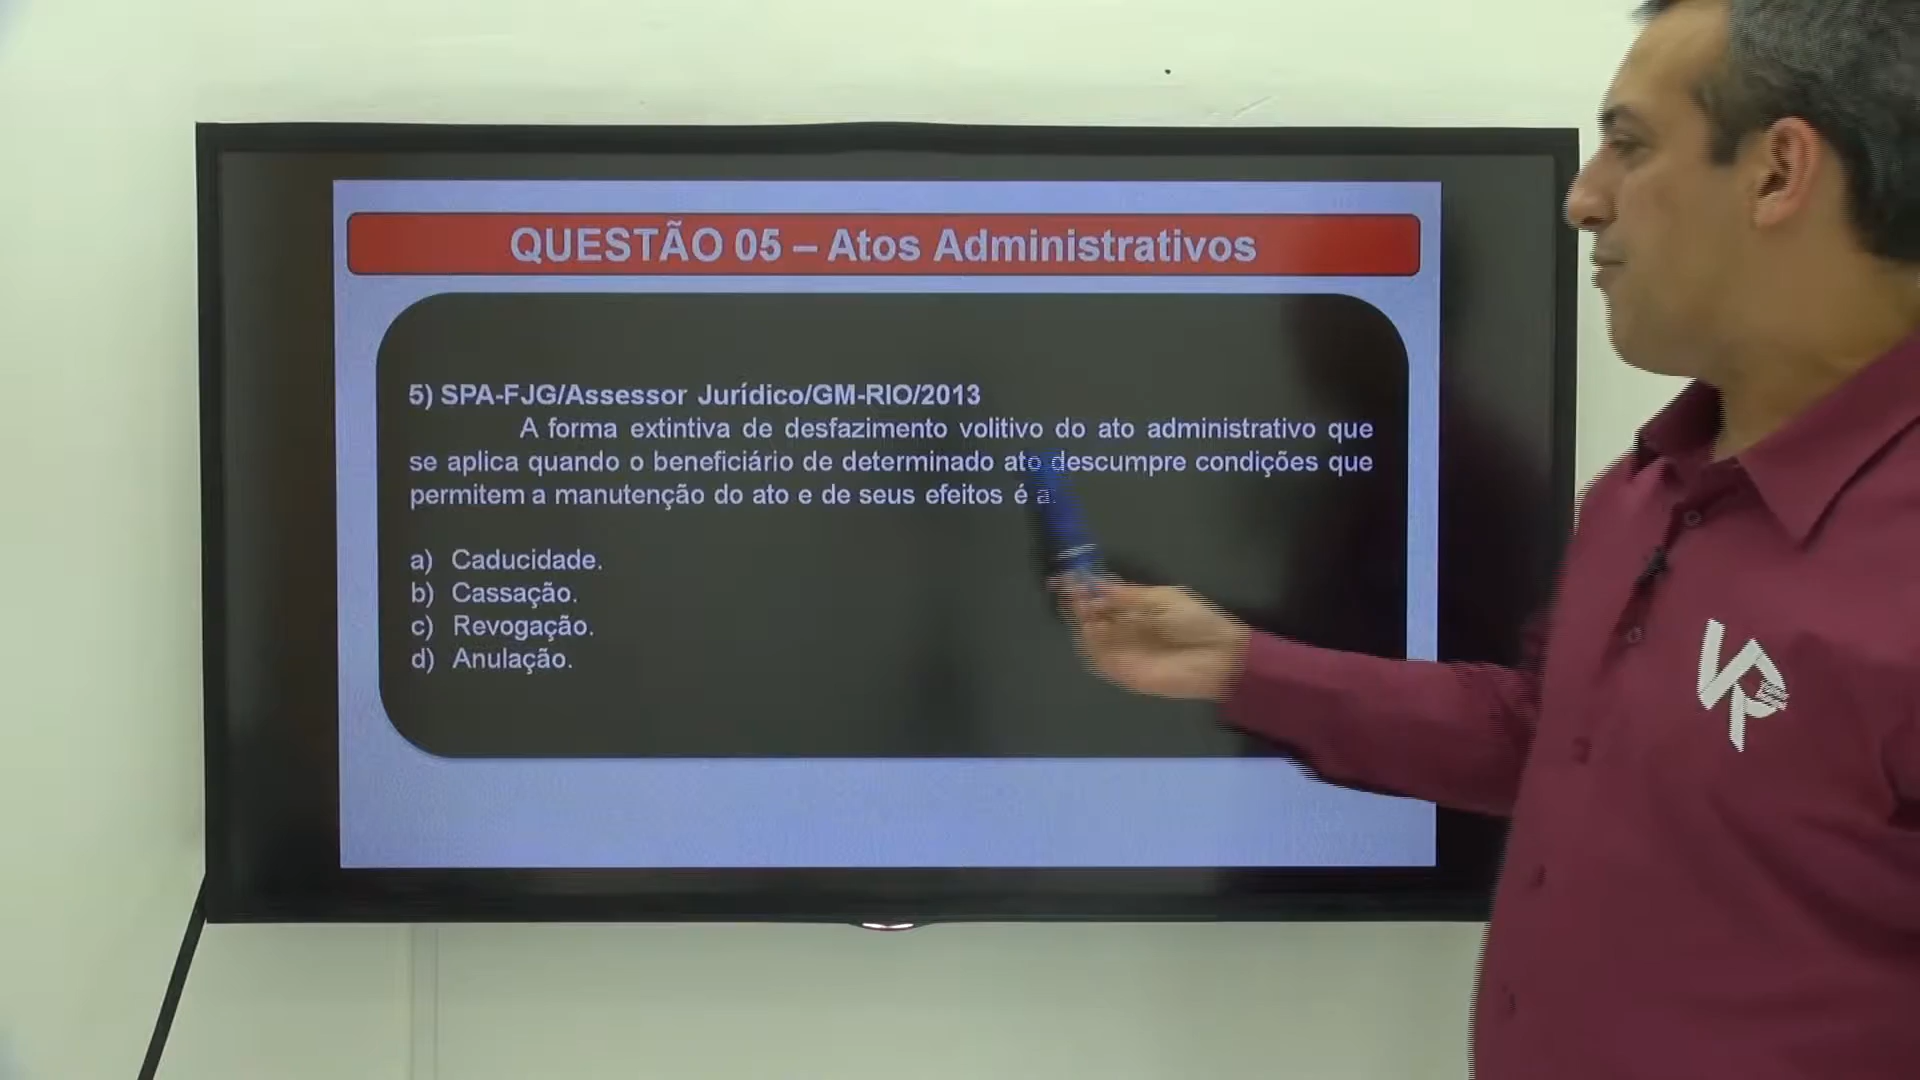 QUESTÃO 05 – Atos Administrativos
5) SPA-FJG/Assessor Jurídico/GM-RIO/2013
A forma extintiva de desfazimento volitivo do ato administrativo que
se aplica quando o beneficiário de determinado ato descumpre condições que
permitem a manutenção do ato e de seus efeitos é a:
a) Caducidade.
b) Cassação.
c) Revogação.
d) Anulação.
VR